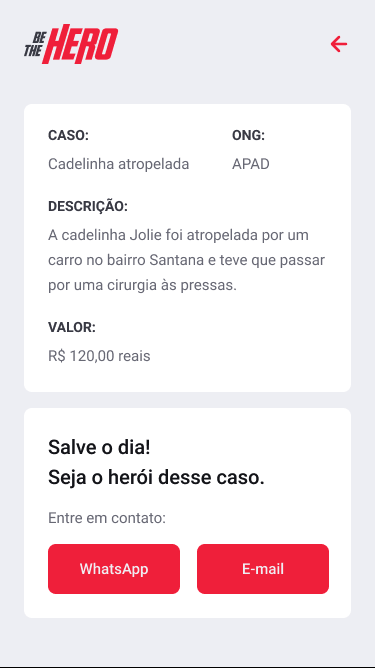 BE THE HERO
CASO:
ONG:
Cadelinha atropelada
APAD
DESCRIÇÃO:
A cadelinha Jolie foi atropelada por um
carro no bairro Santana e teve que passar
por uma cirurgia às pressas.
VALOR:
R$ 120,00 reais
Salve o dia!
Seja o herói desse caso.
Entre em contato:
WhatsApp
E-mail